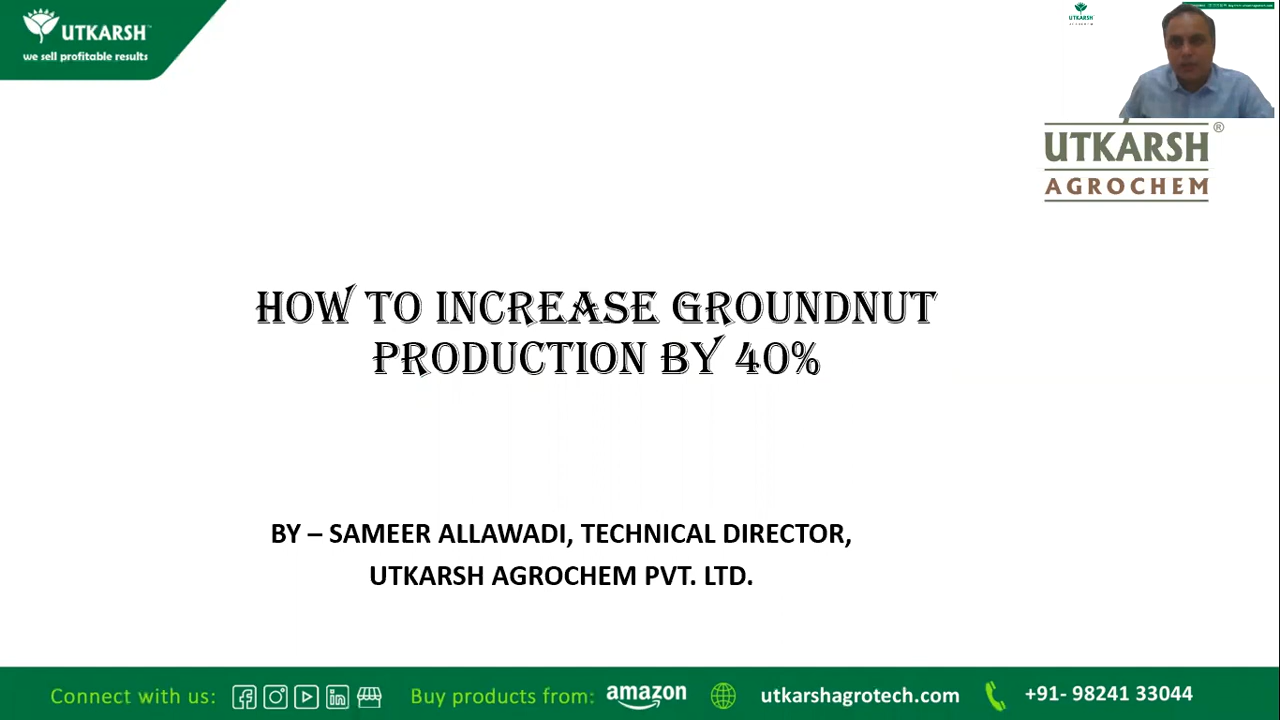 UTKARSH™
we sell profitable results
UTKARSH
UTKARSH®
AGROCHEM
HOW TO INCREASE GROUNDNUT
PRODUCTION BY 40%
BY – SAMEER ALLAWADI, TECHNICAL DIRECTOR,
UTKARSH AGROCHEM PVT. LTD.
Connect with us: Buy products from: amazon utkarshagrotech.com +91- 98241 33044